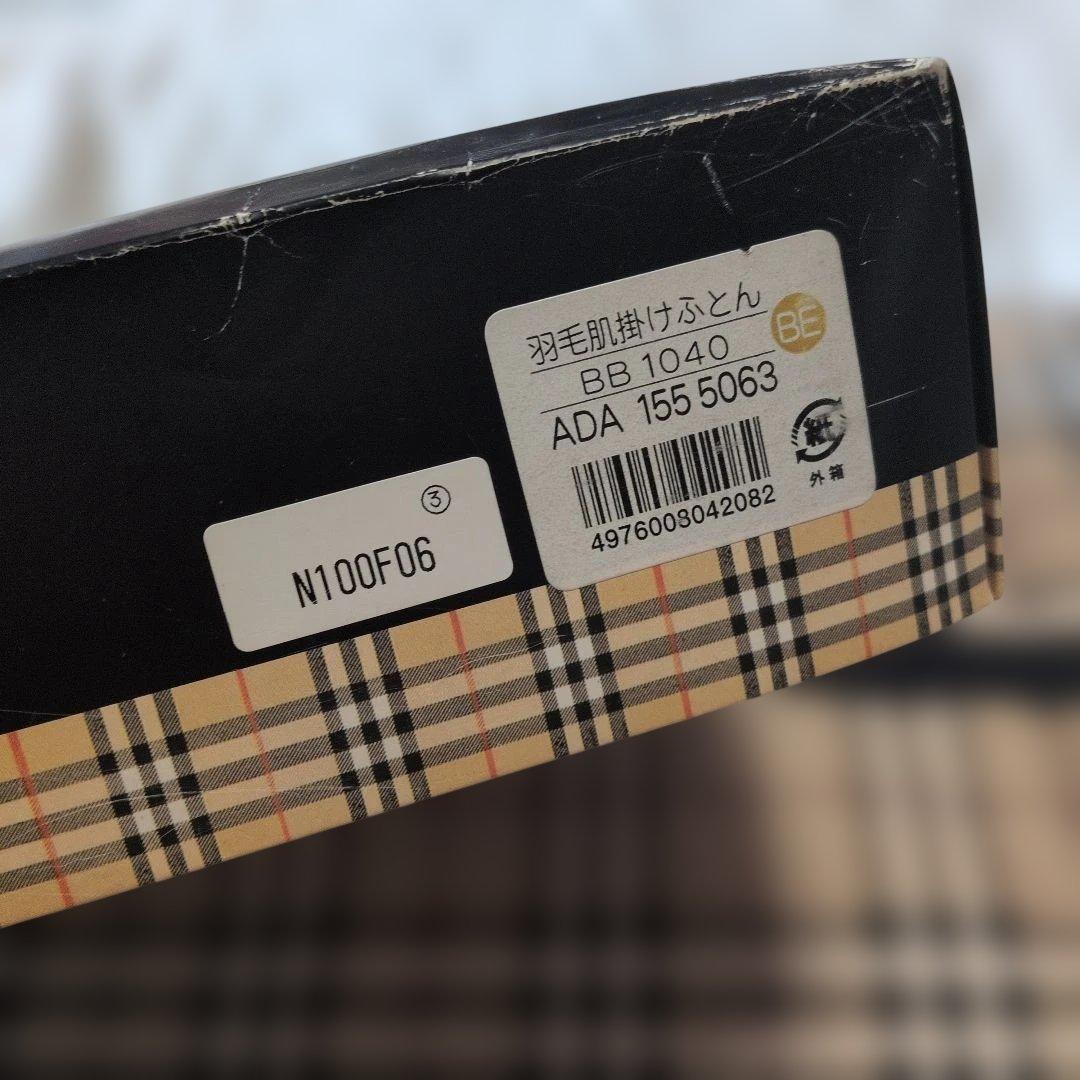 羽毛肌掛けふとん
BE
BB 1040
ADA 155 5063
紙
外箱
4976008042082
③
N100F06